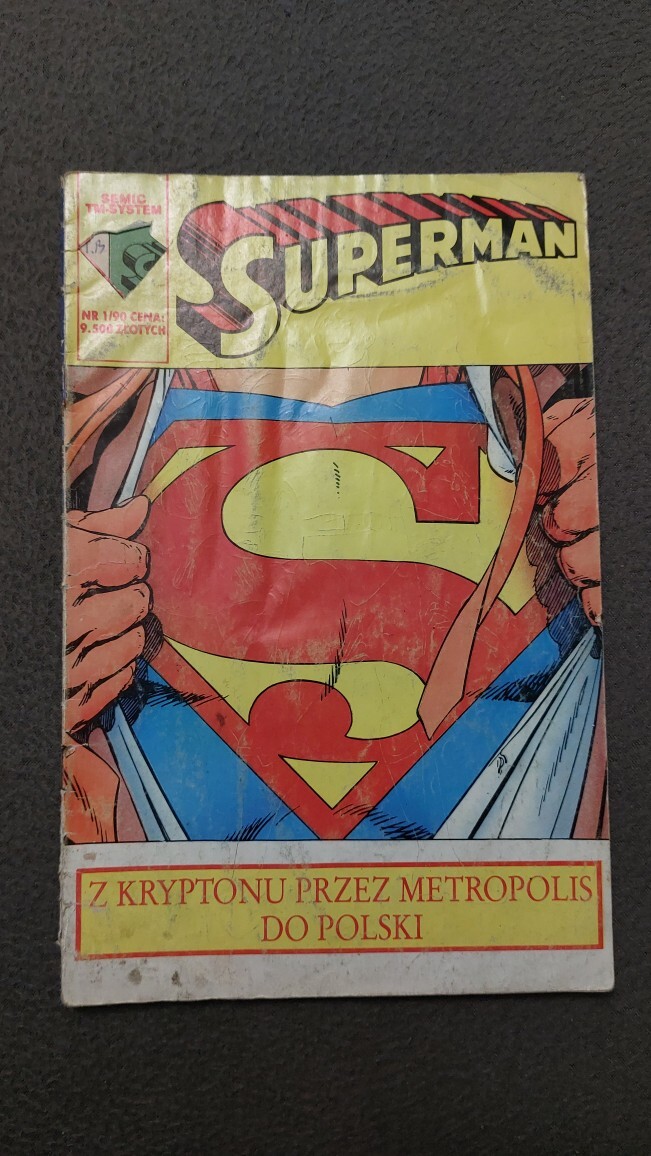 SEMIC
TM-SYSTEM
NR 1/90 CENA:
9.500 ZŁOTYCH
SUPERMAN
S
Z KRYPTONU PRZEZ METROPOLIS
DO POLSKI